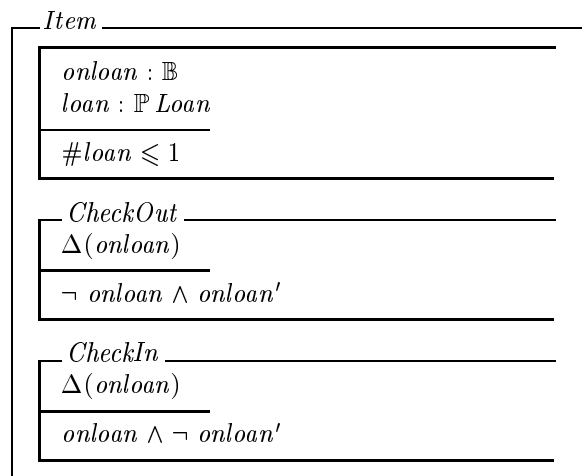 Item
onloan : 𝔹
loan : ℙ Loan
#loan ⩽ 1
CheckOut
Δ(onloan)
¬ onloan ∧ onloan′
CheckIn
Δ(onloan)
onloan ∧ ¬ onloan′